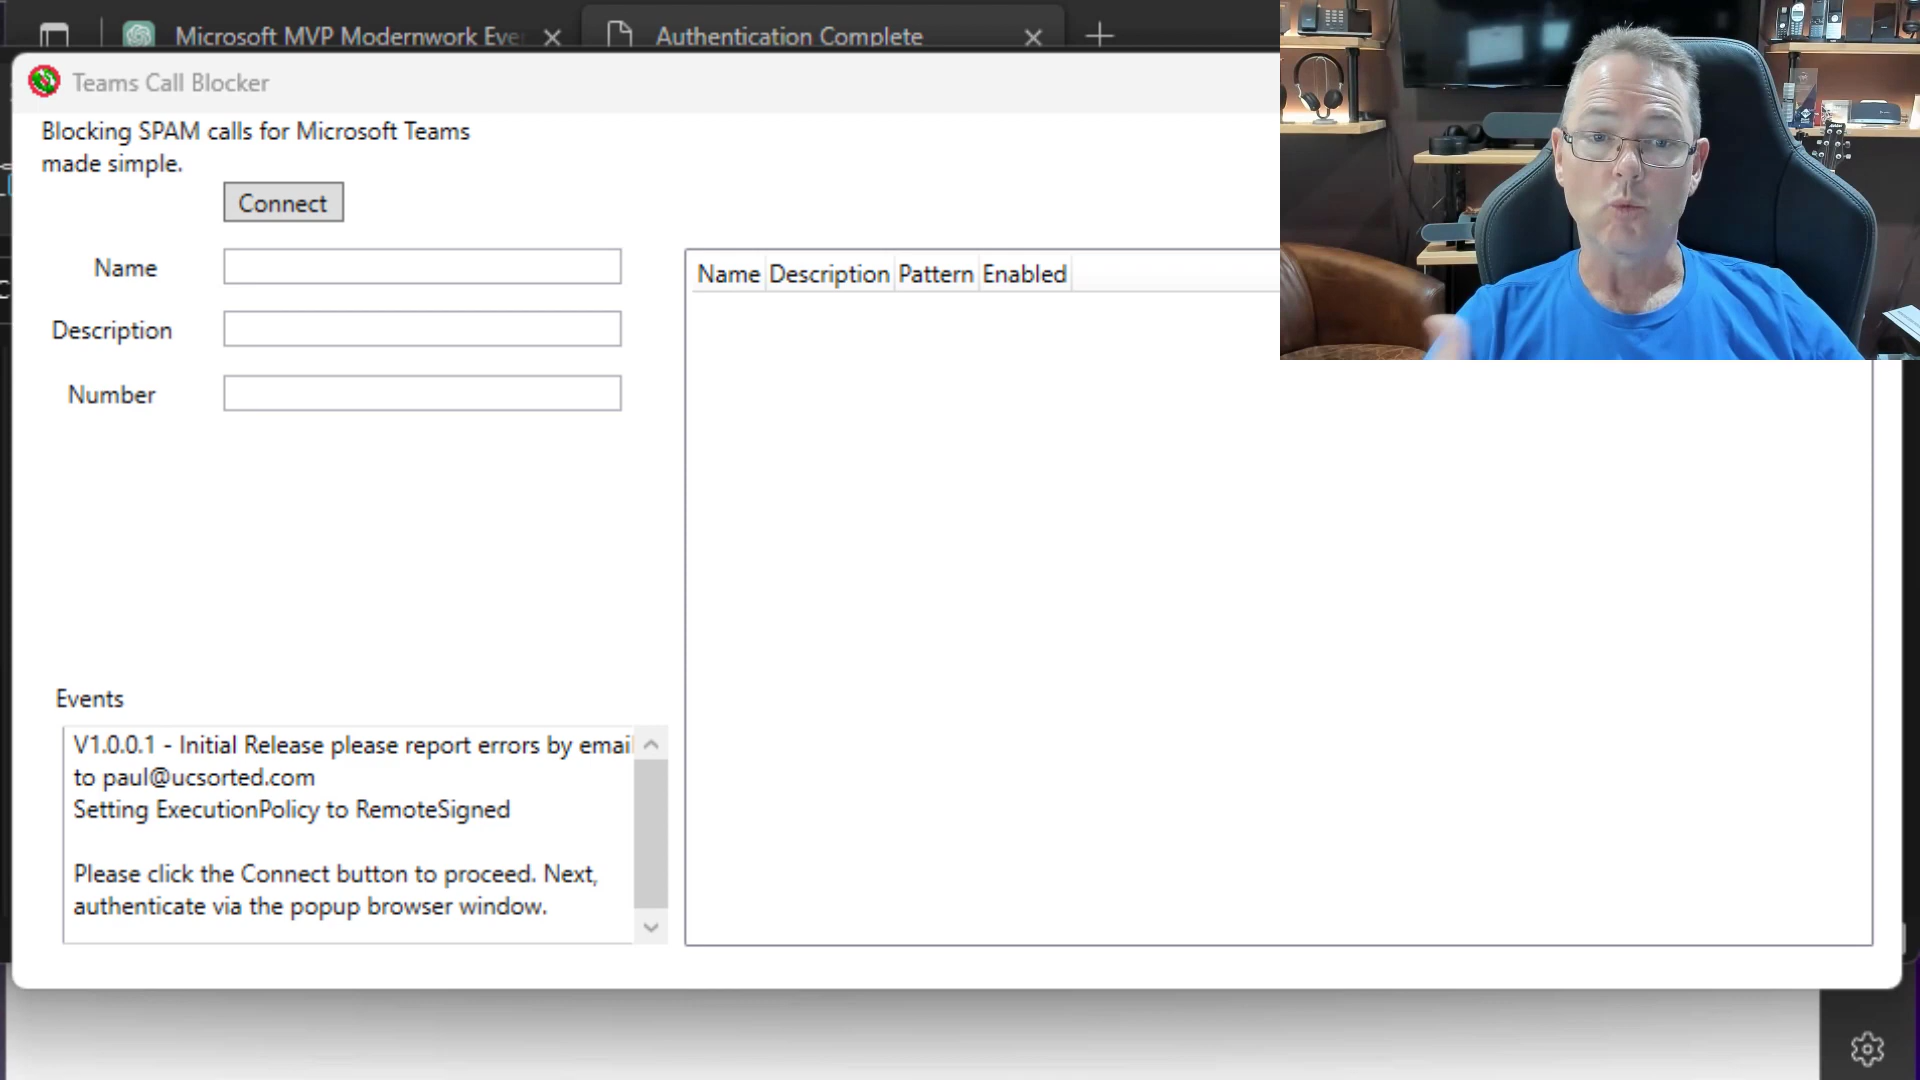 Microsoft MVP Modernwork Eve
Authentication Complete
Teams Call Blocker
Blocking SPAM calls for Microsoft Teams
made simple.
Connect
Name
Description
Number
Name Description Pattern Enabled
Events
V1.0.0.1 - Initial Release please report errors by email
to paul@ucsorted.com
Setting ExecutionPolicy to RemoteSigned
Please click the Connect button to proceed. Next,
authenticate via the popup browser window.